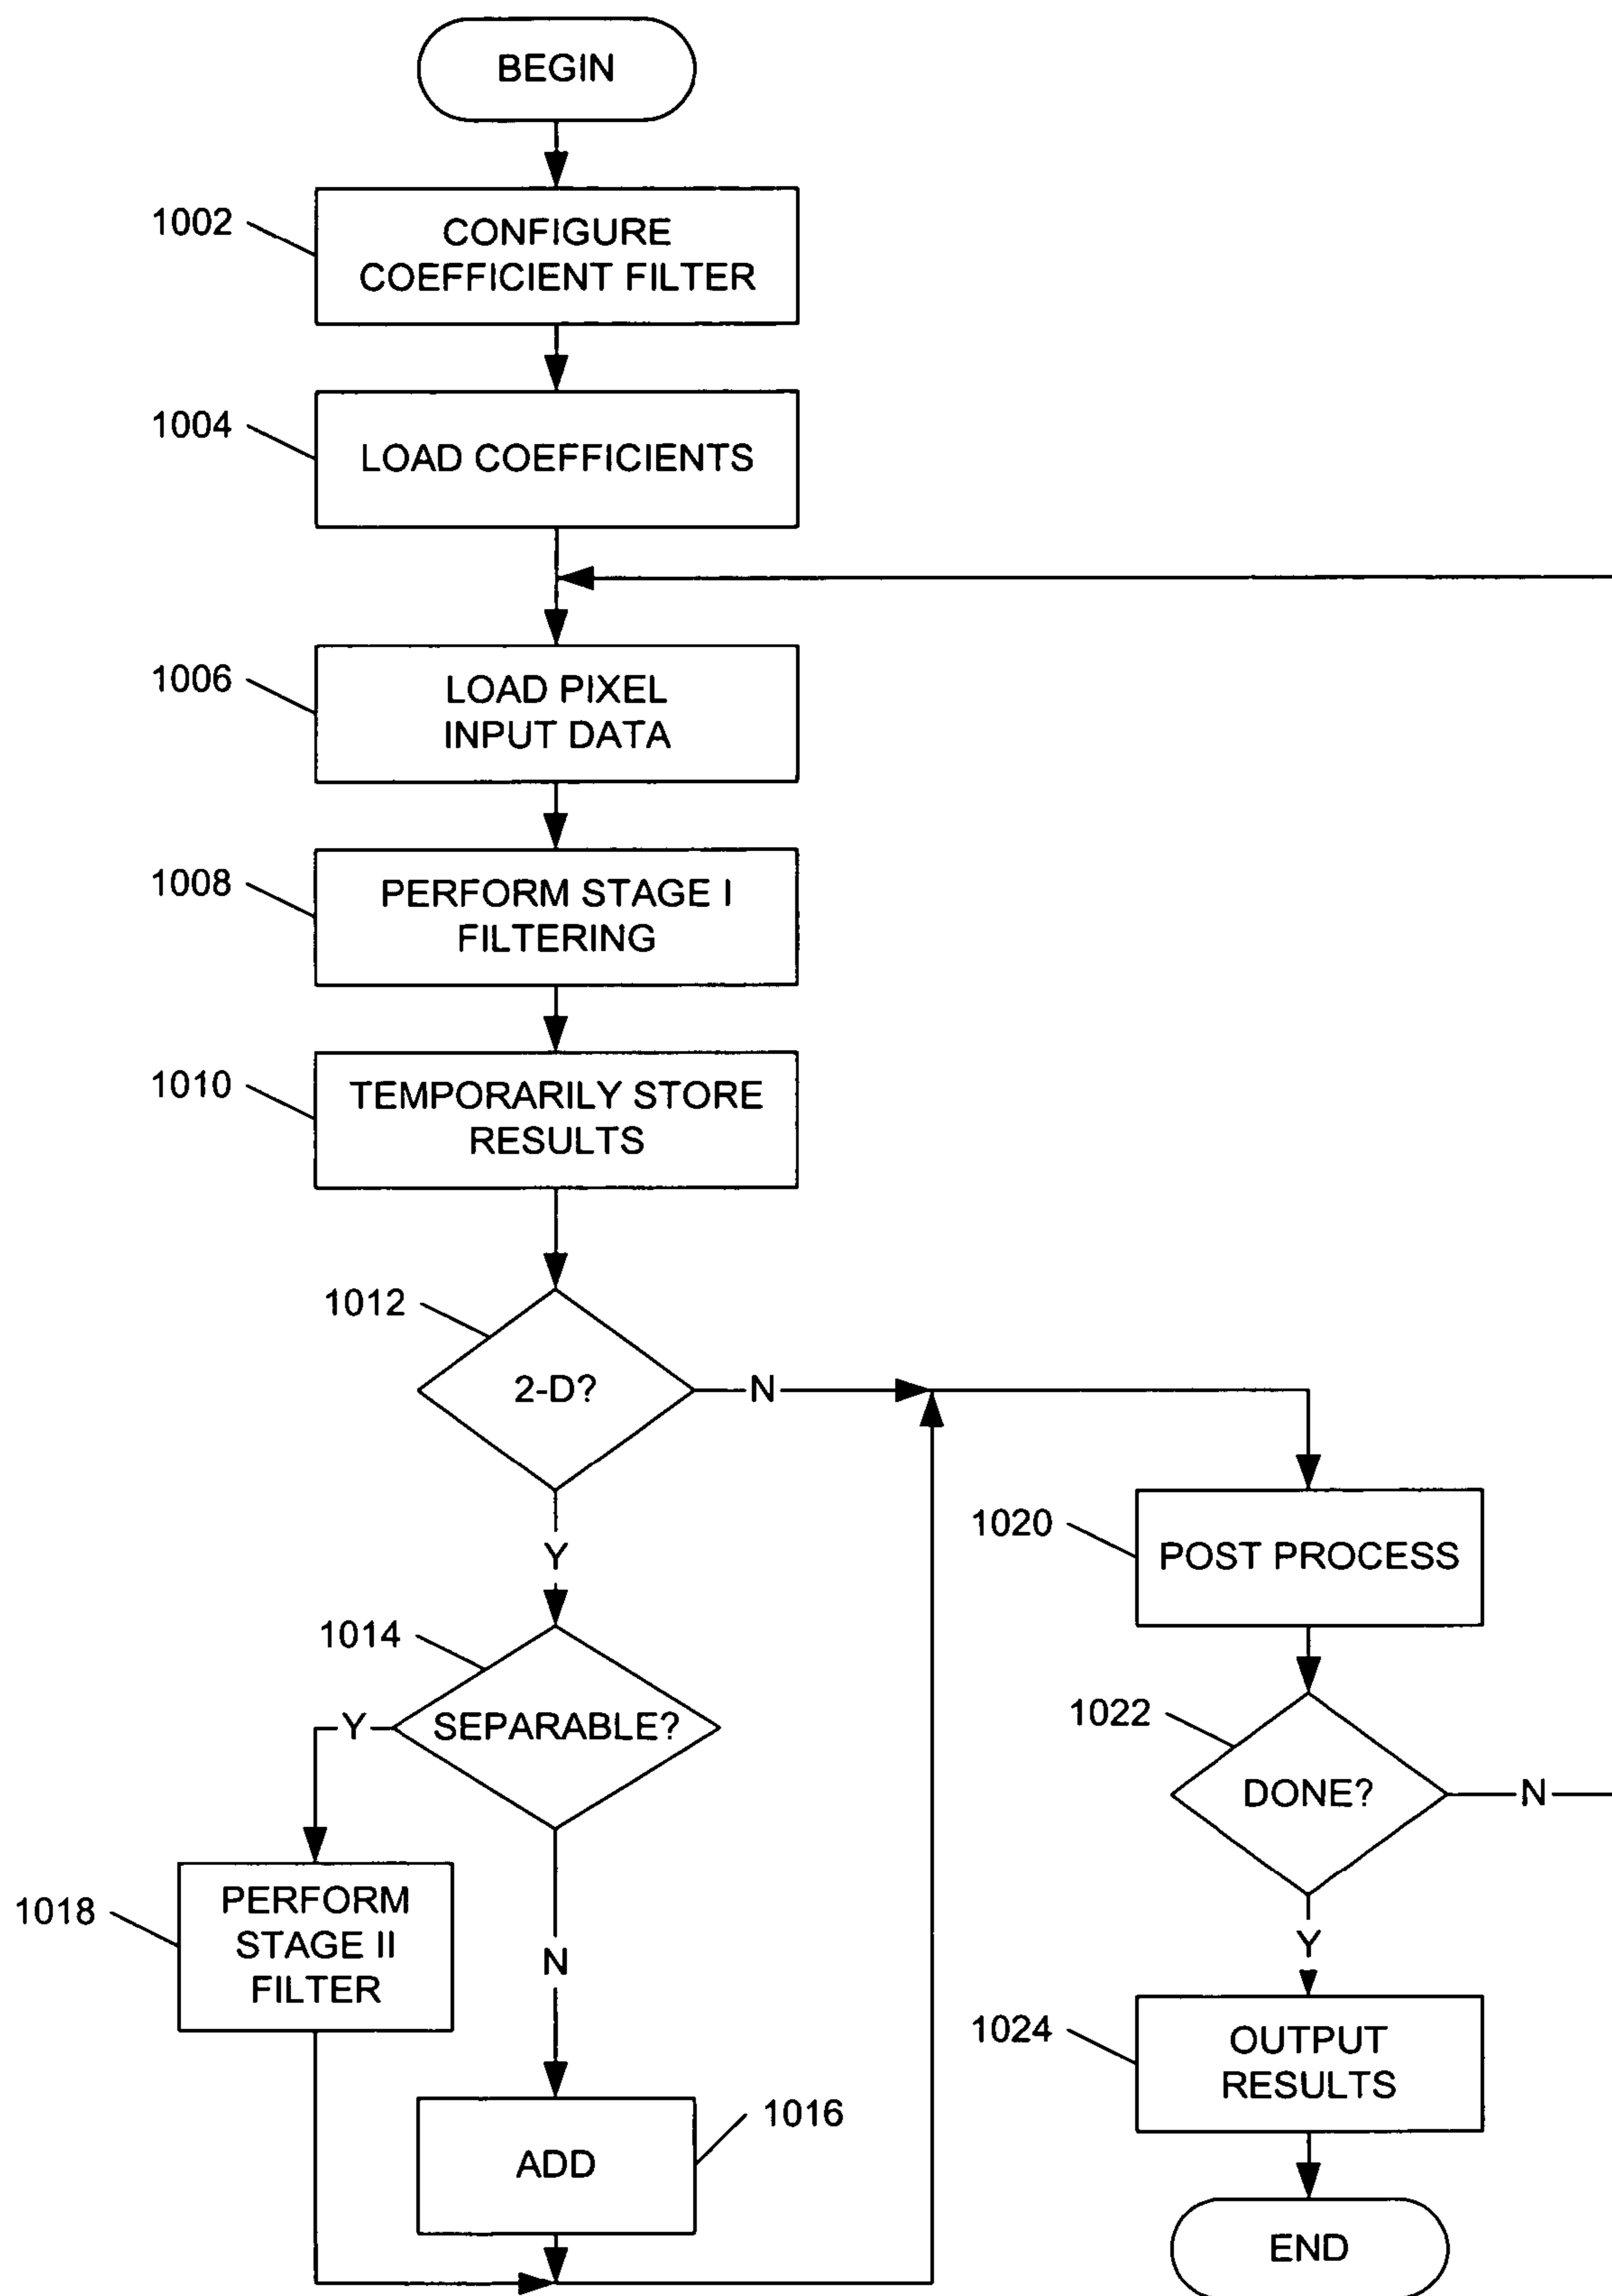 BEGIN
1002
CONFIGURE
COEFFICIENT FILTER
1004
LOAD COEFFICIENTS
1006
LOAD PIXEL
INPUT DATA
1008
PERFORM STAGE I
FILTERING
1010
TEMPORARILY STORE
RESULTS
1012
2-D?
N
Y
1014
SEPARABLE?
Y
N
1018
PERFORM
STAGE II
FILTER
1016
ADD
1020
POST PROCESS
1022
DONE?
N
Y
1024
OUTPUT
RESULTS
END